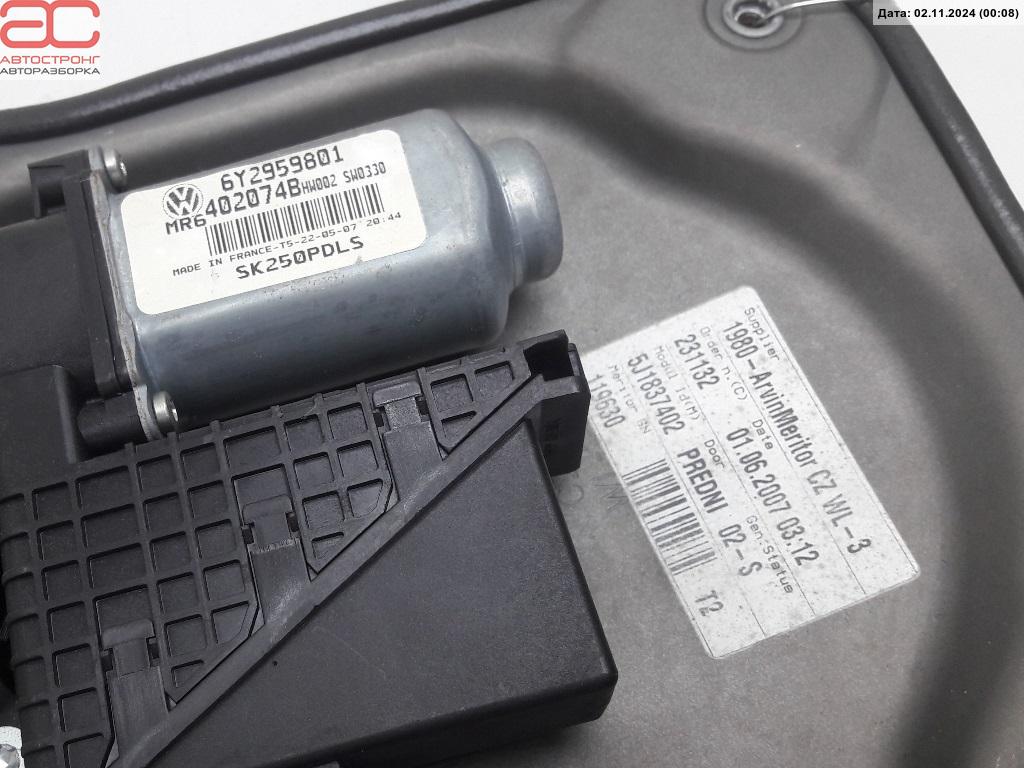 АС
АВТОСТРОНГ
АВТОРАЗБОРКА
Дата: 02.11.2024 (00:08)
6Y2959801
MR6402074B HW002 SW0330
MADE IN FRANCE-T5-22-05-07 20:44
SK250PDLS
Supplier
1980-ArvinMeritor CZ WL-3
Order n.(C) Date Gen.Status
231132 01.06.2007 03:12
Modul Id(M) Door
5J1837402 PREDNI 02-S
Meritor SN
119630 T2